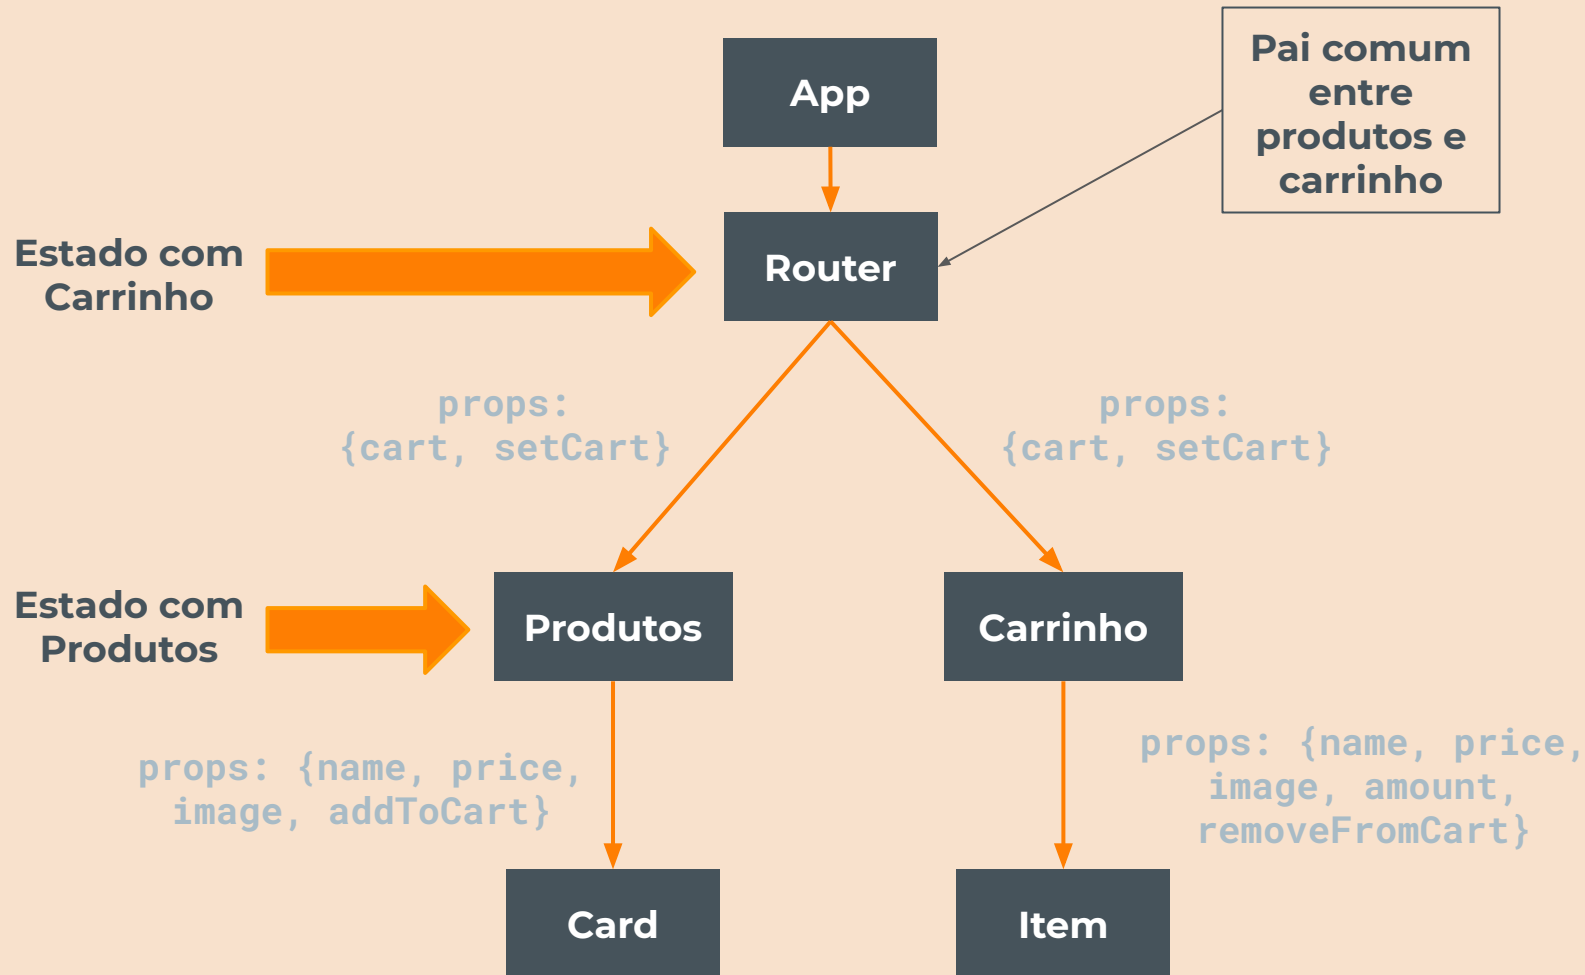 App
Pai comum
entre
produtos e
carrinho
Estado com
Carrinho
Router
props:
{cart, setCart}
props:
{cart, setCart}
Estado com
Produtos
Produtos
Carrinho
props: {name, price,
image, addToCart}
props: {name, price,
image, amount,
removeFromCart}
Card
Item